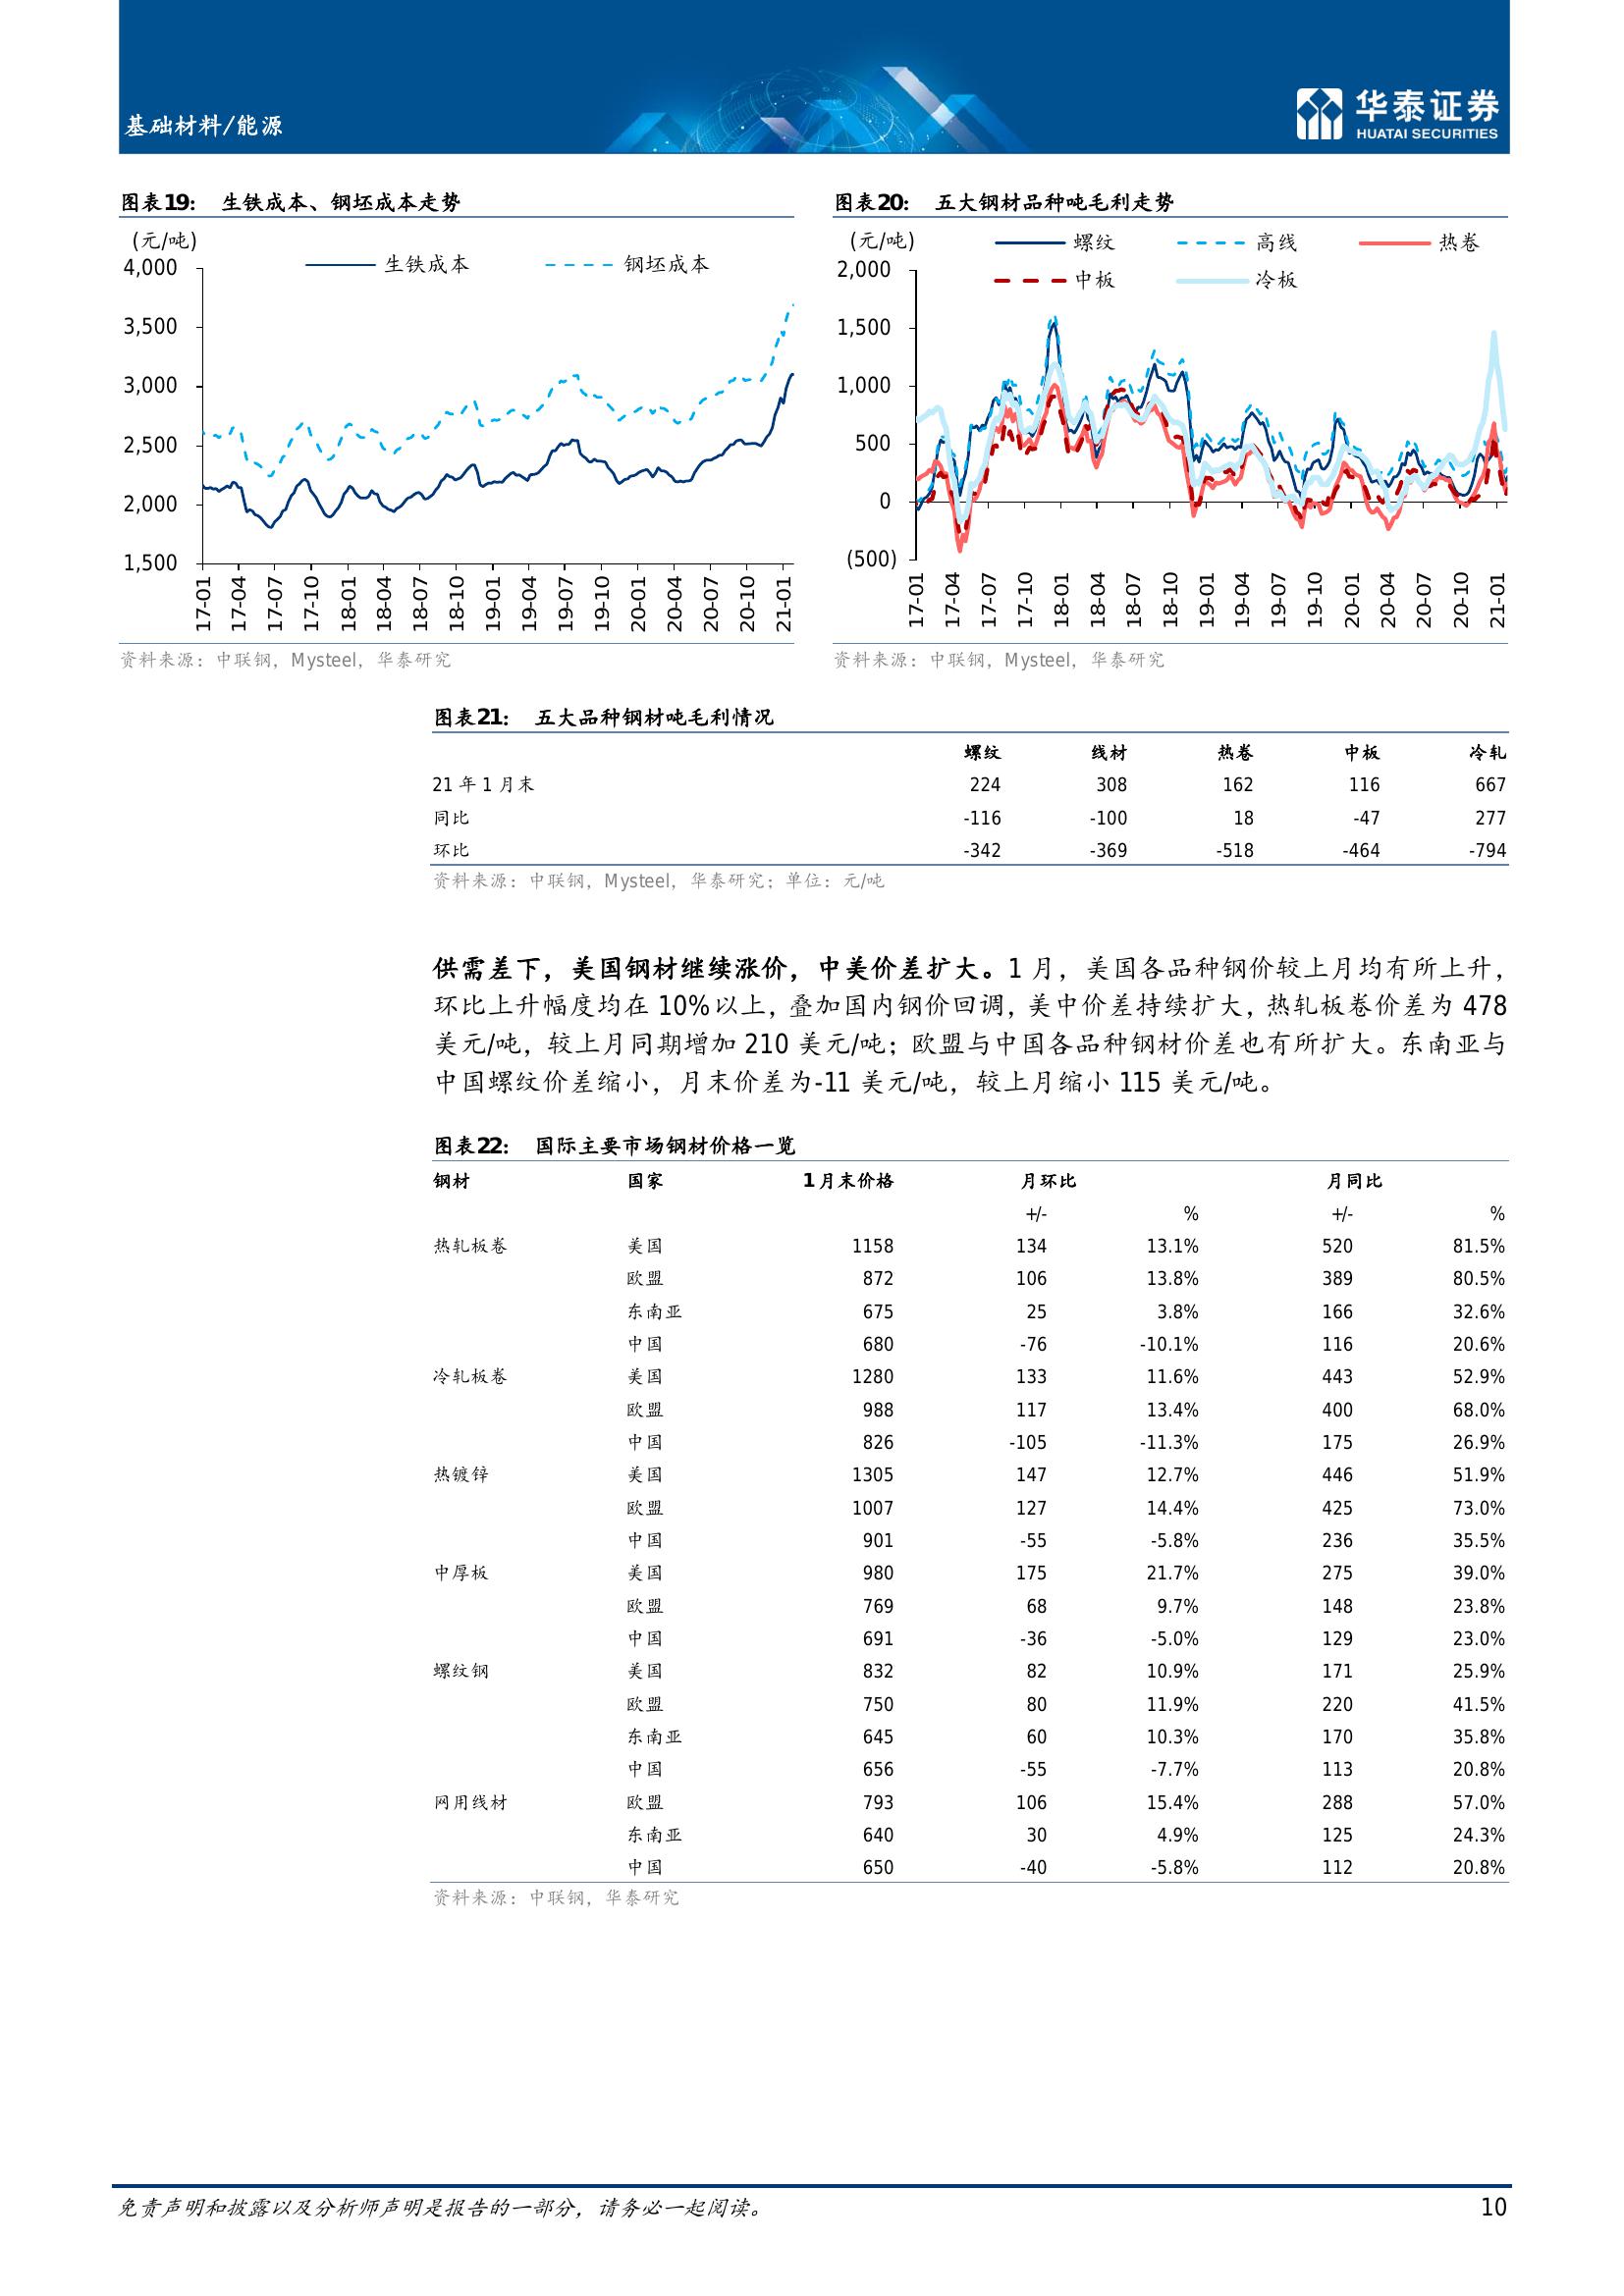 基础材料/能源
华泰证券
HUATAI SECURITIES
图表19： 生铁成本、钢坯成本走势
(元/吨)
生铁成本 钢坯成本
4,000
3,500
3,000
2,500
2,000
1,500
17-01 17-04 17-07 17-10 18-01 18-04 18-07 18-10 19-01 19-04 19-07 19-10 20-01 20-04 20-07 20-10 21-01
资料来源：中联钢，Mysteel，华泰研究
图表20： 五大钢材品种吨毛利走势
(元/吨)
螺纹 高线 热卷
中板 冷板
2,000
1,500
1,000
500
0
(500)
17-01 17-04 17-07 17-10 18-01 18-04 18-07 18-10 19-01 19-04 19-07 19-10 20-01 20-04 20-07 20-10 21-01
资料来源：中联钢，Mysteel，华泰研究
图表21： 五大品种钢材吨毛利情况
螺纹 线材 热卷 中板 冷轧
21 年 1 月末 224 308 162 116 667
同比 -116 -100 18 -47 277
环比 -342 -369 -518 -464 -794
资料来源：中联钢，Mysteel，华泰研究；单位：元/吨
供需差下，美国钢材继续涨价，中美价差扩大。1 月，美国各品种钢价较上月均有所上升，
环比上升幅度均在 10%以上，叠加国内钢价回调，美中价差持续扩大，热轧板卷价差为 478
美元/吨，较上月同期增加 210 美元/吨；欧盟与中国各品种钢材价差也有所扩大。东南亚与
中国螺纹价差缩小，月末价差为-11 美元/吨，较上月缩小 115 美元/吨。
图表22： 国际主要市场钢材价格一览
钢材 国家 1 月末价格 月环比 月同比
+/- % +/- %
热轧板卷 美国 1158 134 13.1% 520 81.5%
欧盟 872 106 13.8% 389 80.5%
东南亚 675 25 3.8% 166 32.6%
中国 680 -76 -10.1% 116 20.6%
冷轧板卷 美国 1280 133 11.6% 443 52.9%
欧盟 988 117 13.4% 400 68.0%
中国 826 -105 -11.3% 175 26.9%
热镀锌 美国 1305 147 12.7% 446 51.9%
欧盟 1007 127 14.4% 425 73.0%
中国 901 -55 -5.8% 236 35.5%
中厚板 美国 980 175 21.7% 275 39.0%
欧盟 769 68 9.7% 148 23.8%
中国 691 -36 -5.0% 129 23.0%
螺纹钢 美国 832 82 10.9% 171 25.9%
欧盟 750 80 11.9% 220 41.5%
东南亚 645 60 10.3% 170 35.8%
中国 656 -55 -7.7% 113 20.8%
网用线材 欧盟 793 106 15.4% 288 57.0%
东南亚 640 30 4.9% 125 24.3%
中国 650 -40 -5.8% 112 20.8%
资料来源：中联钢，华泰研究
免责声明和披露以及分析师声明是报告的一部分，请务必一起阅读。 10